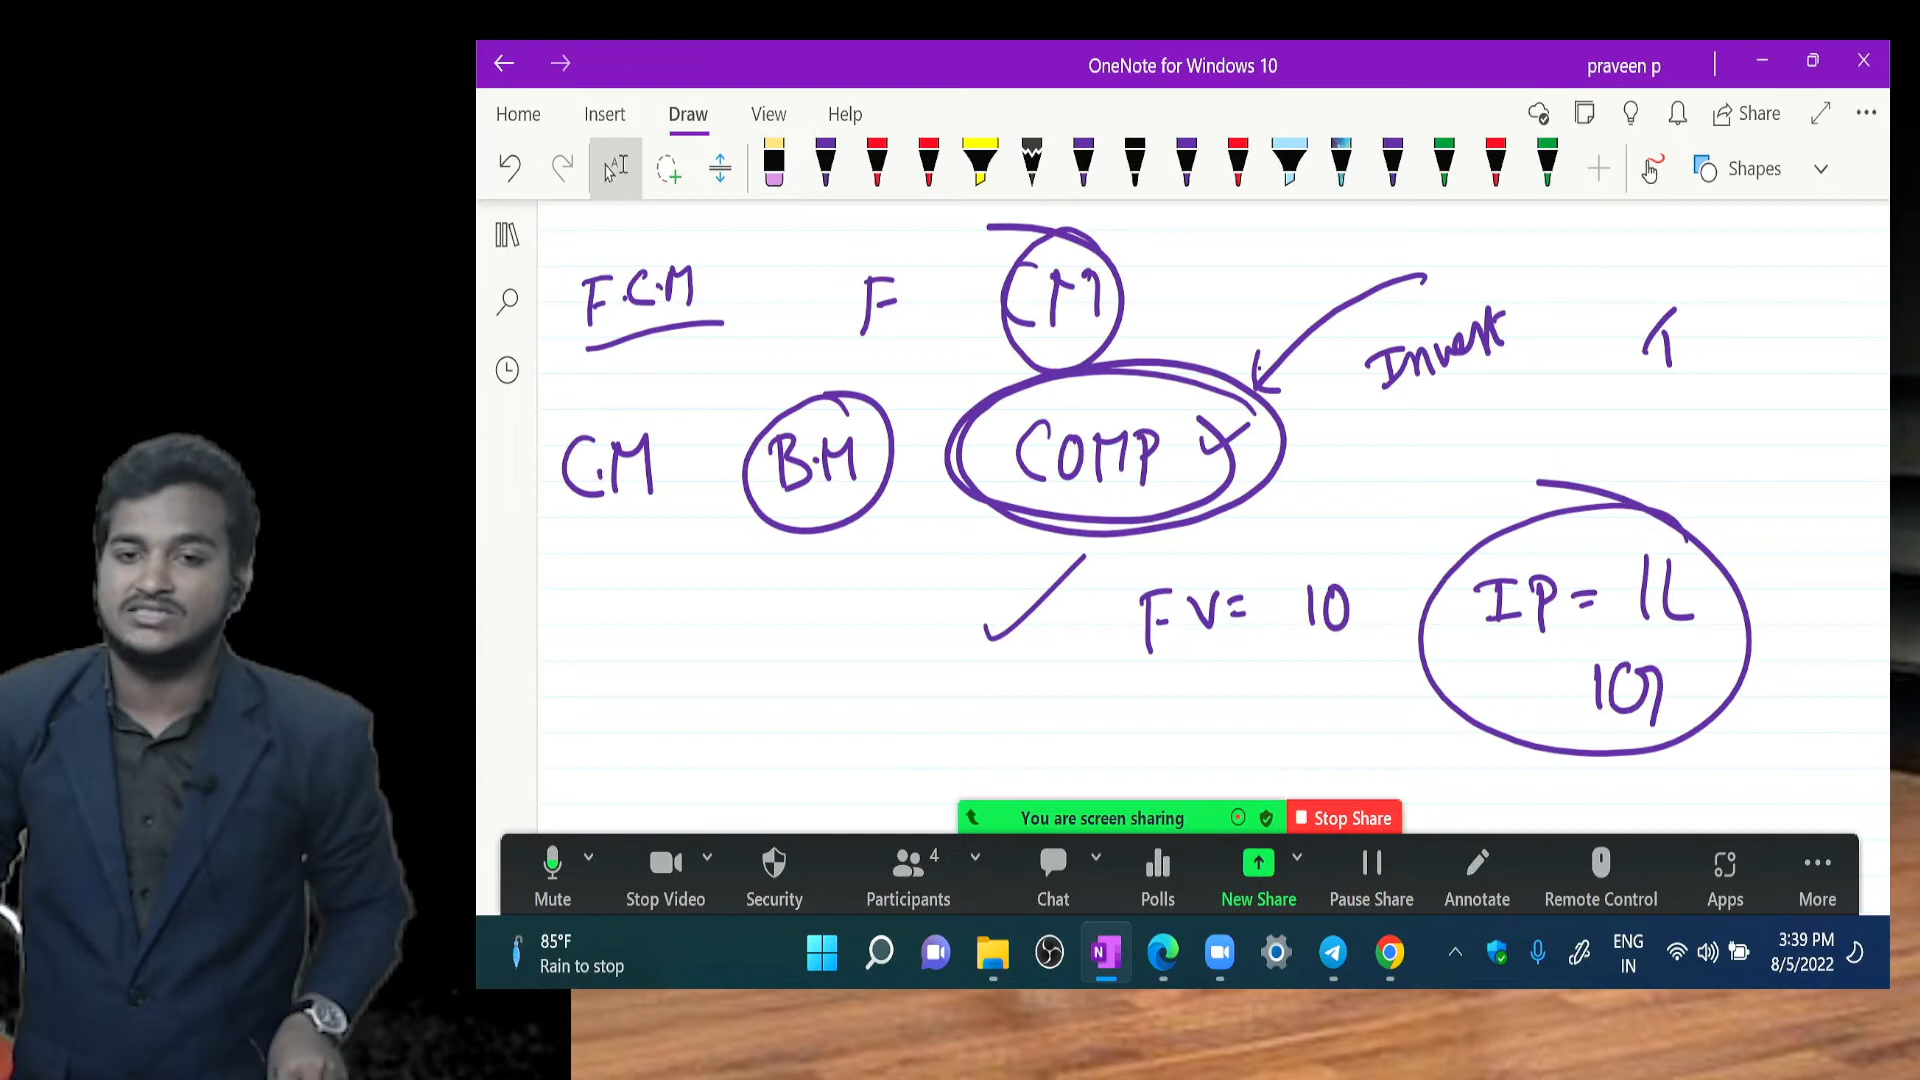 OneNote for Windows 10
praveen p
Home Insert Draw View Help
Share
Shapes
F.C.M F CM
Invest
C.M B.M COMP
FV= 10
IP= 1L
10
You are screen sharing
Stop Share
4
Mute Stop Video Security Participants Chat Polls New Share Pause Share Annotate Remote Control Apps More
85°F
Rain to stop
ENG
IN
3:39 PM
8/5/2022